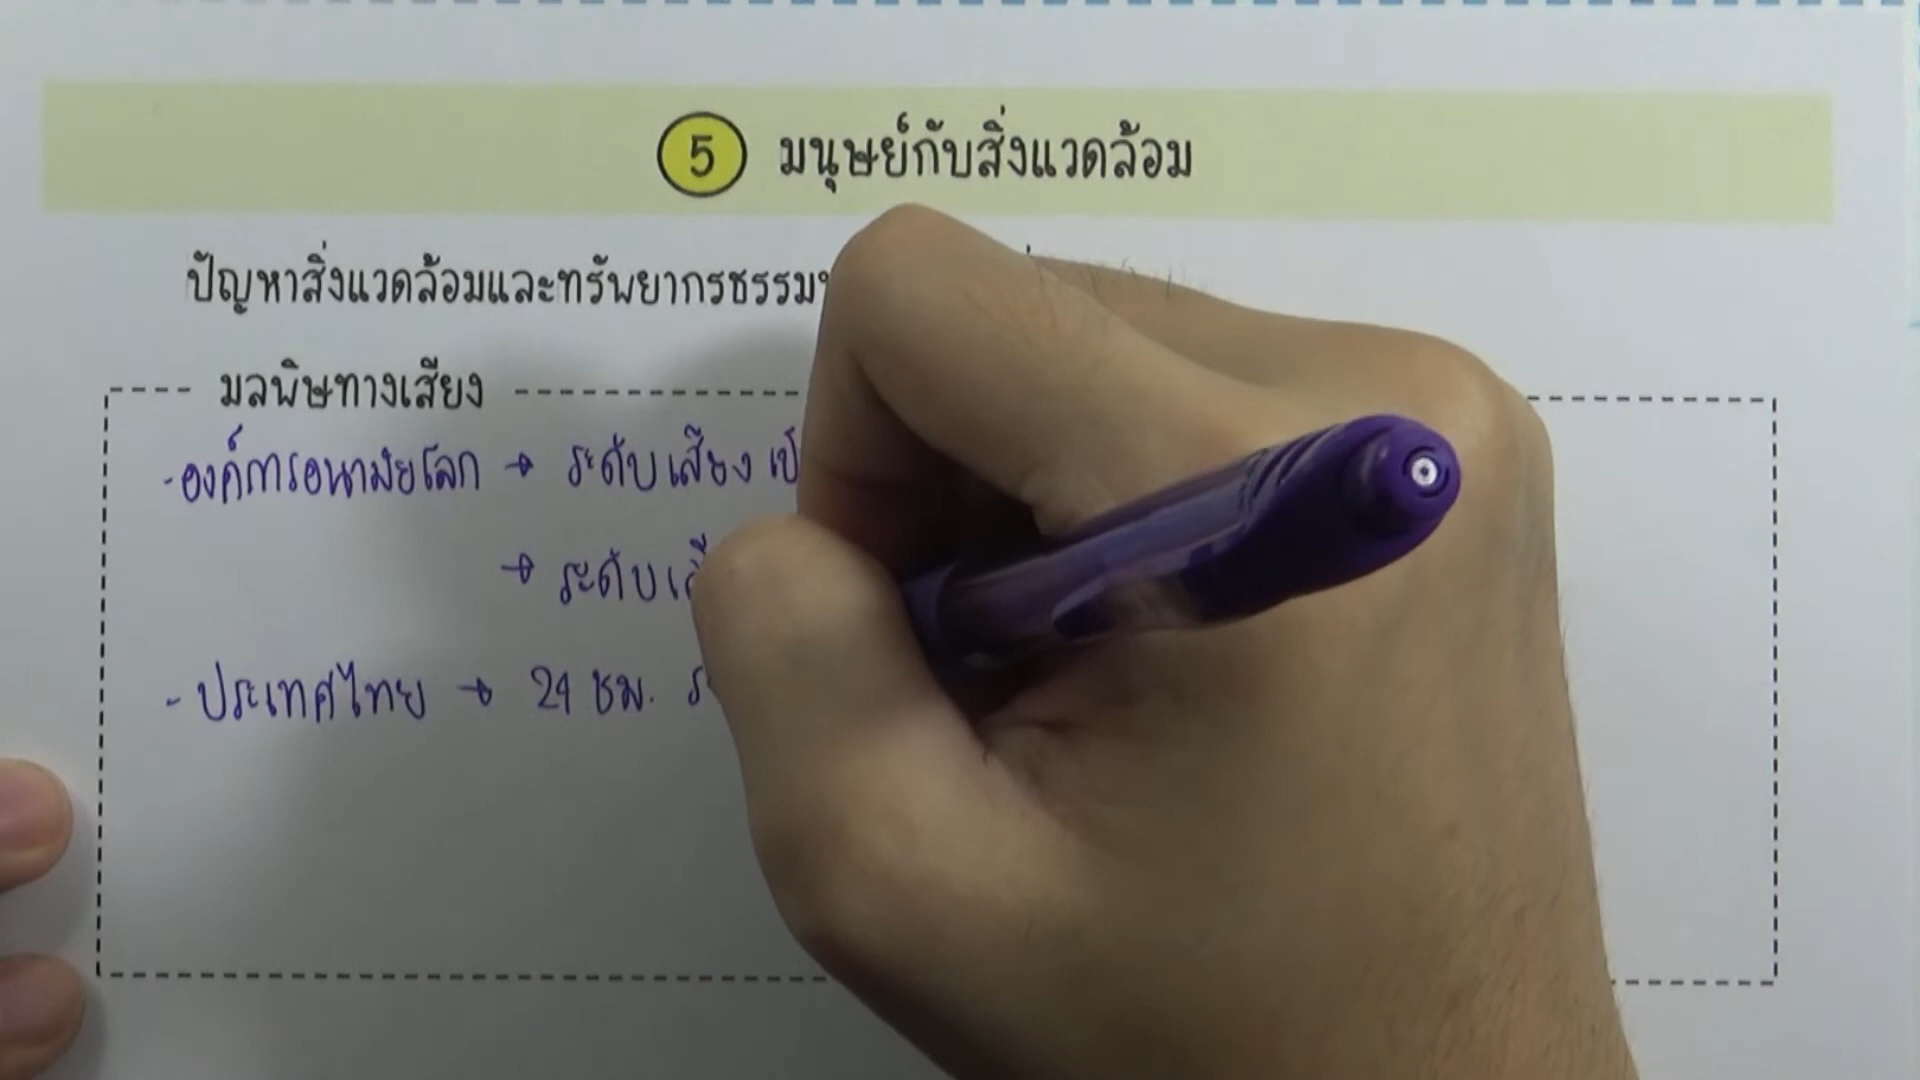 5 มนุษย์กับสิ่งแวดล้อม
ปัญหาสิ่งแวดล้อมและทรัพยากรธรรม
มลพิษทางเสียง
- องค์การอนามัยโลก → ระดับเสียง
→ ระดับ
- ประเทศไทย → 24 ชม.